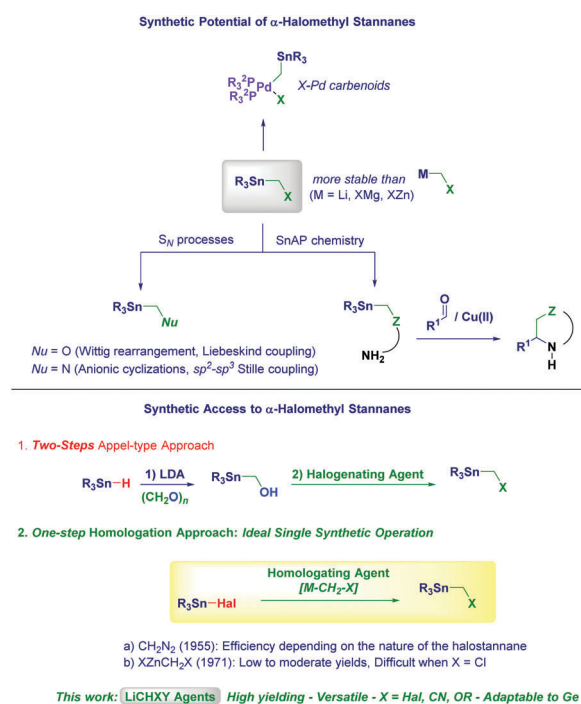 Synthetic Potential of α-Halomethyl Stannanes
SnR3
R3²P
R3²P Pd
X
X-Pd carbenoids
R3Sn
X
more stable than
(M = Li, XMg, XZn)
M
X
SN processes
SnAP chemistry
R3Sn
Nu
R3Sn
Z
NH2
O
R¹
/ Cu(II)
Z
R¹
N
H
Nu = O (Wittig rearrangement, Liebeskind coupling)
Nu = N (Anionic cyclizations, sp²-sp³ Stille coupling)
Synthetic Access to α-Halomethyl Stannanes
1. Two-Steps Appel-type Approach
R3Sn–H
1) LDA
(CH2O)n
R3Sn
OH
2) Halogenating Agent
R3Sn
X
2. One-step Homologation Approach: Ideal Single Synthetic Operation
R3Sn–Hal
Homologating Agent
[M-CH2-X]
R3Sn
X
a) CH2N2 (1955): Efficiency depending on the nature of the halostannane
b) XZnCH2X (1971): Low to moderate yields, Difficult when X = Cl
This work: LiCHXY Agents High yielding - Versatile - X = Hal, CN, OR - Adaptable to Ge